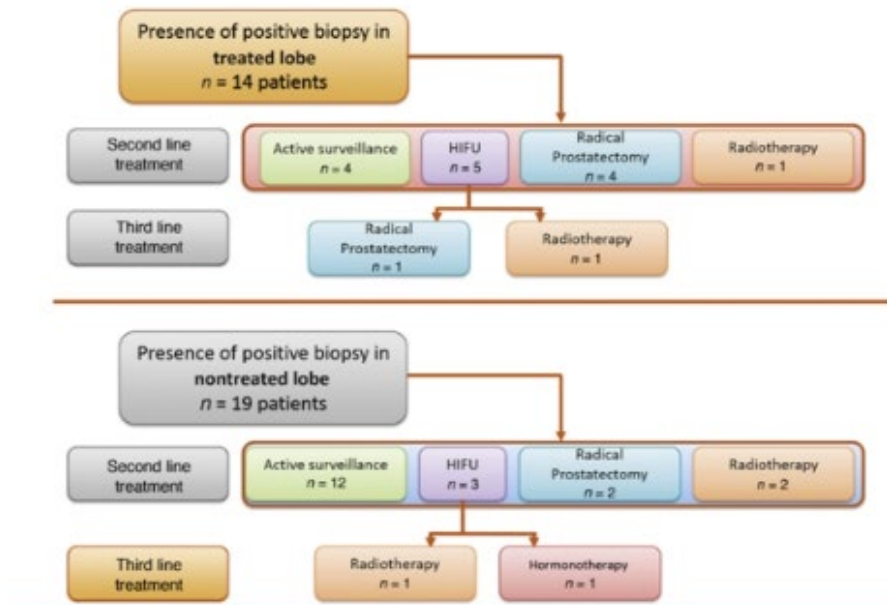 Presence of positive biopsy in
treated lobe
n = 14 patients
Second line
treatment
Active surveillance
n = 4
HIFU
n = 5
Radical
Prostatectomy
n = 4
Radiotherapy
n = 1
Third line
treatment
Radical
Prostatectomy
n = 1
Radiotherapy
n = 1
Presence of positive biopsy in
nontreated lobe
n = 19 patients
Second line
treatment
Active surveillance
n = 12
HIFU
n = 3
Radical
Prostatectomy
n = 2
Radiotherapy
n = 2
Third line
treatment
Radiotherapy
n = 1
Hormonotherapy
n = 1